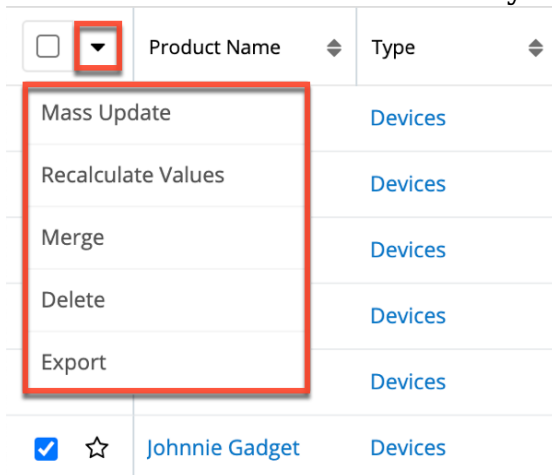 Product Name Type
Mass Update Devices
Recalculate Values Devices
Merge Devices
Delete Devices
Export Devices
Johnnie Gadget Devices